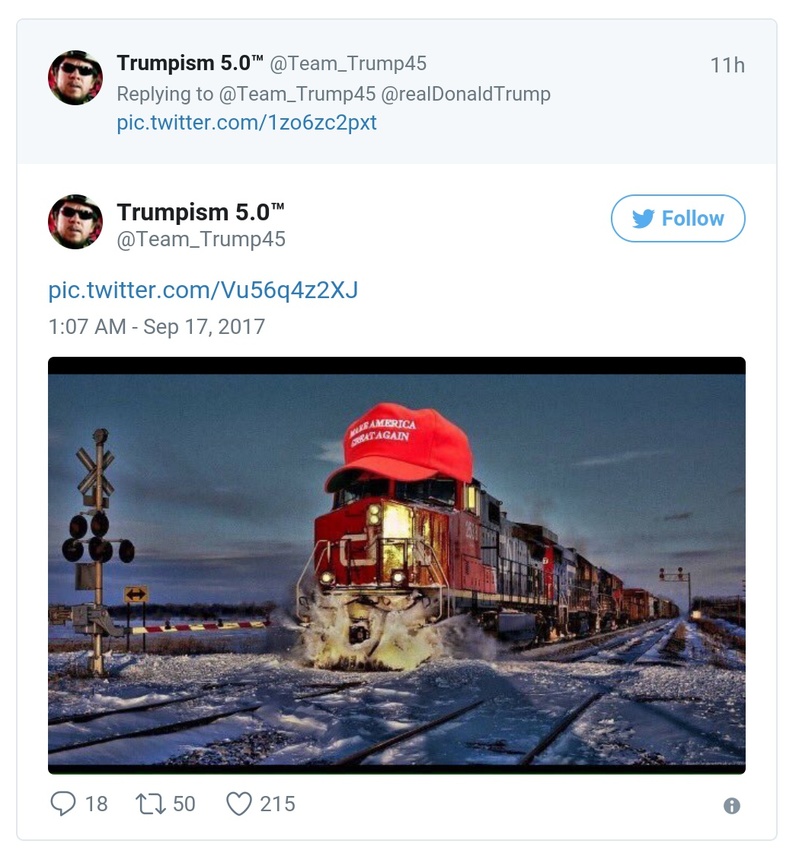 Trumpism 5.0™ @Team_Trump45 11h
Replying to @Team_Trump45 @realDonaldTrump
pic.twitter.com/1zo6zc2pxt
Trumpism 5.0™ Follow
@Team_Trump45
pic.twitter.com/Vu56q4z2XJ
1:07 AM - Sep 17, 2017
MAKE AMERICA
GREAT AGAIN
CN
18 50 215